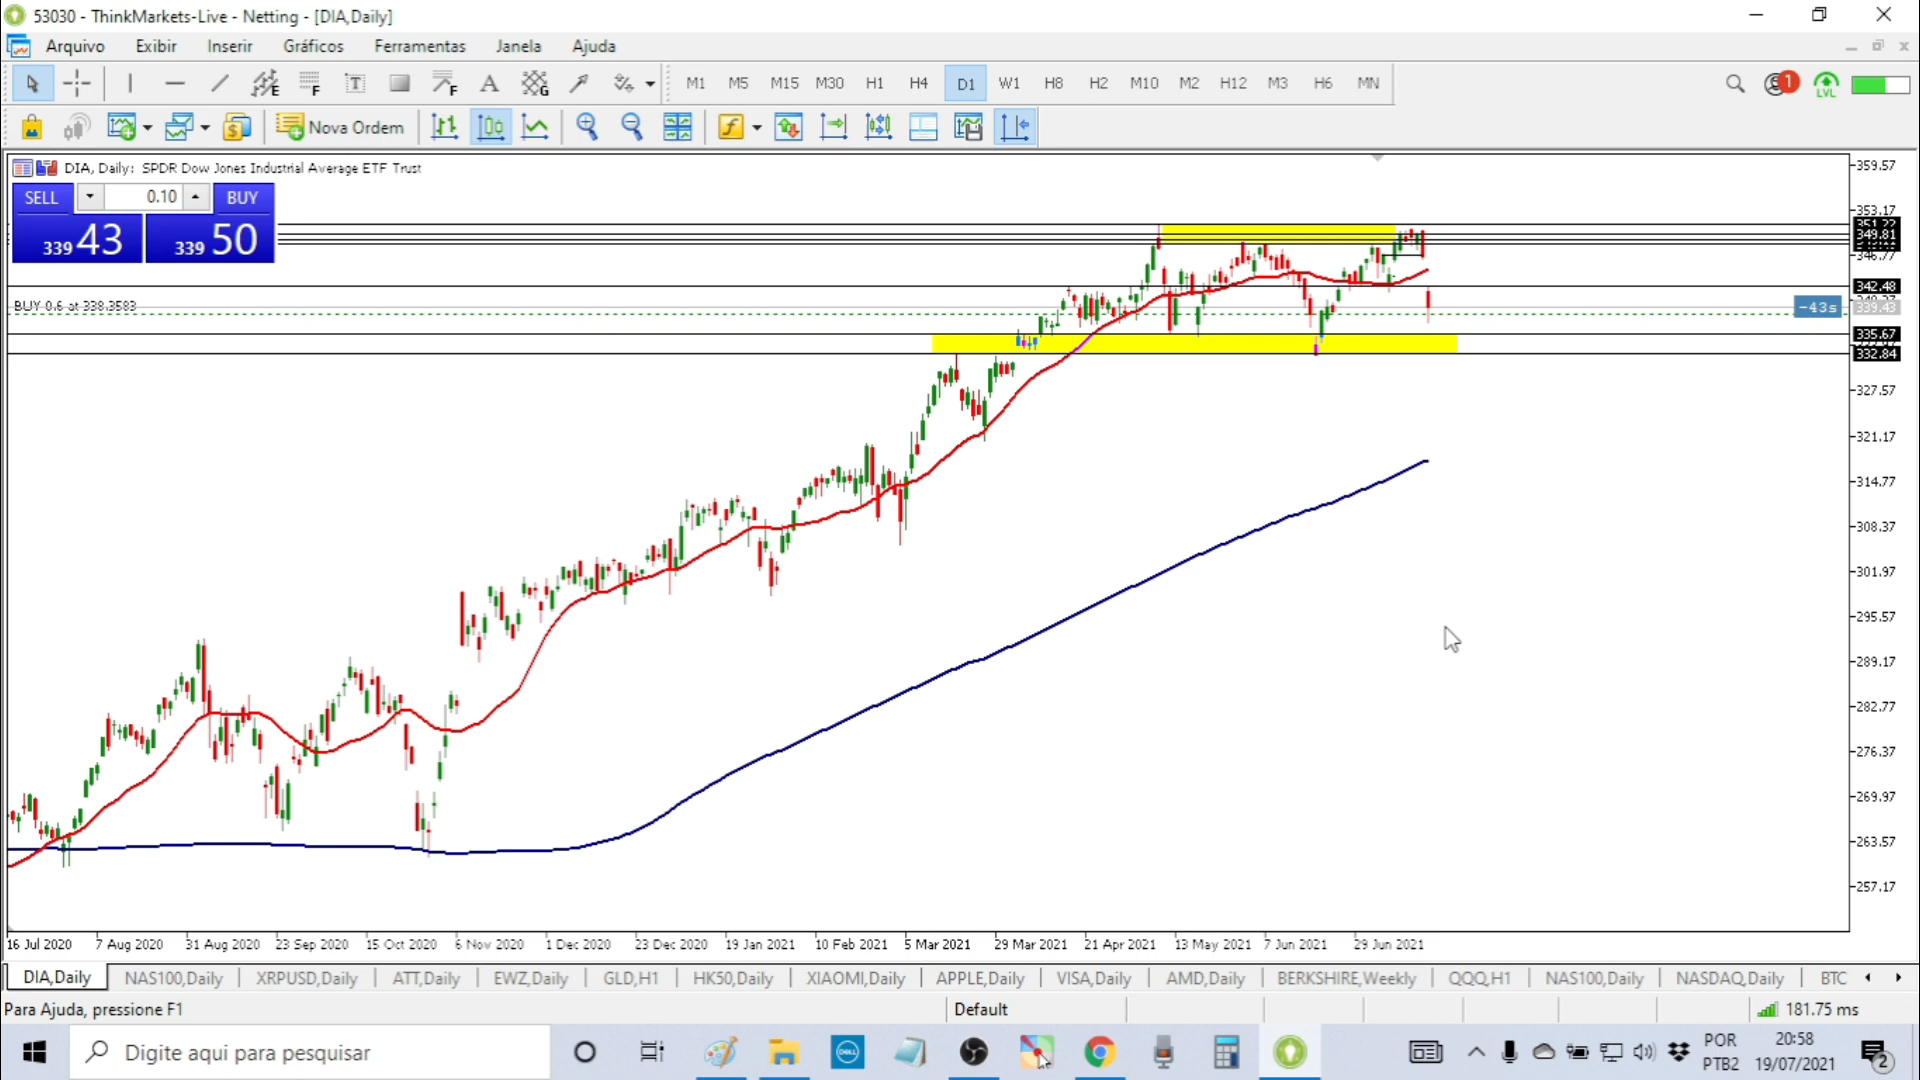 53030 - ThinkMarkets-Live - Netting - [DIA,Daily]
Arquivo Exibir Inserir Gráficos Ferramentas Janela Ajuda
E F T F A G M1 M5 M15 M30 H1 H4 D1 W1 H8 H2 M10 M2 H12 M3 H6 MN 1 LVL
Nova Ordem
DIA, Daily: SPDR Dow Jones Industrial Average ETF Trust
SELL 0.10 BUY
339 43 339 50
BUY 0.6 at 338.3583
359.57
353.17
351.22
349.81
346.77
342.48
-43s 339.43
335.67
332.84
327.57
321.17
314.77
308.37
301.97
295.57
289.17
282.77
276.37
269.97
263.57
257.17
16 Jul 2020 7 Aug 2020 31 Aug 2020 23 Sep 2020 15 Oct 2020 6 Nov 2020 1 Dec 2020 23 Dec 2020 19 Jan 2021 10 Feb 2021 5 Mar 2021 29 Mar 2021 21 Apr 2021 13 May 2021 7 Jun 2021 29 Jun 2021
DIA,Daily NAS100,Daily XRPUSD,Daily ATT,Daily EWZ,Daily GLD,H1 HK50,Daily XIAOMI,Daily APPLE,Daily VISA,Daily AMD,Daily BERKSHIRE,Weekly QQQ,H1 NAS100,Daily NASDAQ,Daily BTC
Para Ajuda, pressione F1 Default 181.75 ms
Digite aqui para pesquisar DELL POR 20:58
PTB2 19/07/2021 2